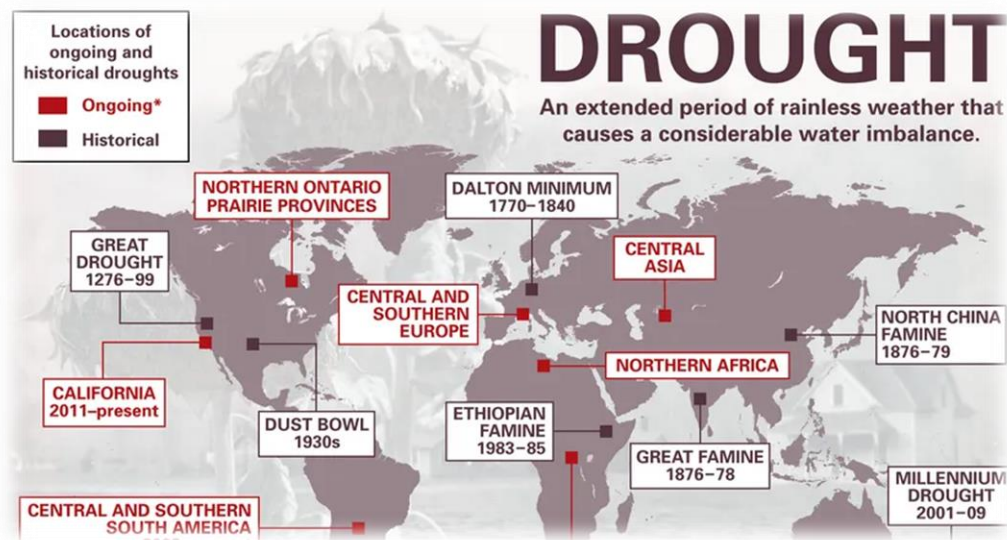 Locations of
ongoing and
historical droughts
Ongoing*
Historical
DROUGHT
An extended period of rainless weather that
causes a considerable water imbalance.
NORTHERN ONTARIO
PRAIRIE PROVINCES
DALTON MINIMUM
1770–1840
GREAT
DROUGHT
1276–99
CENTRAL
ASIA
CENTRAL AND
SOUTHERN
EUROPE
NORTH CHINA
FAMINE
1876–79
NORTHERN AFRICA
CALIFORNIA
2011–present
DUST BOWL
1930s
ETHIOPIAN
FAMINE
1983–85
GREAT FAMINE
1876–78
MILLENNIUM
DROUGHT
2001–09
CENTRAL AND SOUTHERN
SOUTH AMERICA